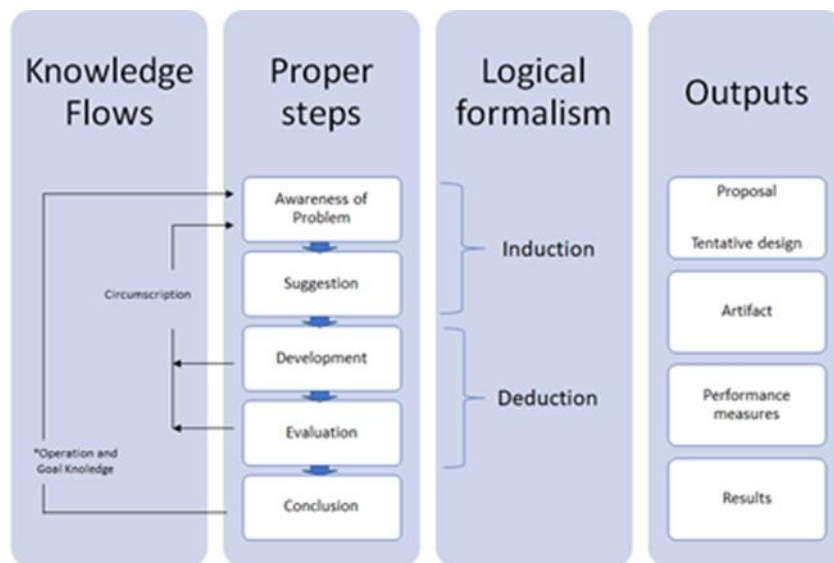 Knowledge
Flows
Circumscription
*Operation and
Goal Knoledge
Proper
steps
Awareness of
Problem
Suggestion
Development
Evaluation
Conclusion
Logical
formalism
Induction
Deduction
Outputs
Proposal
Tentative design
Artifact
Performance
measures
Results